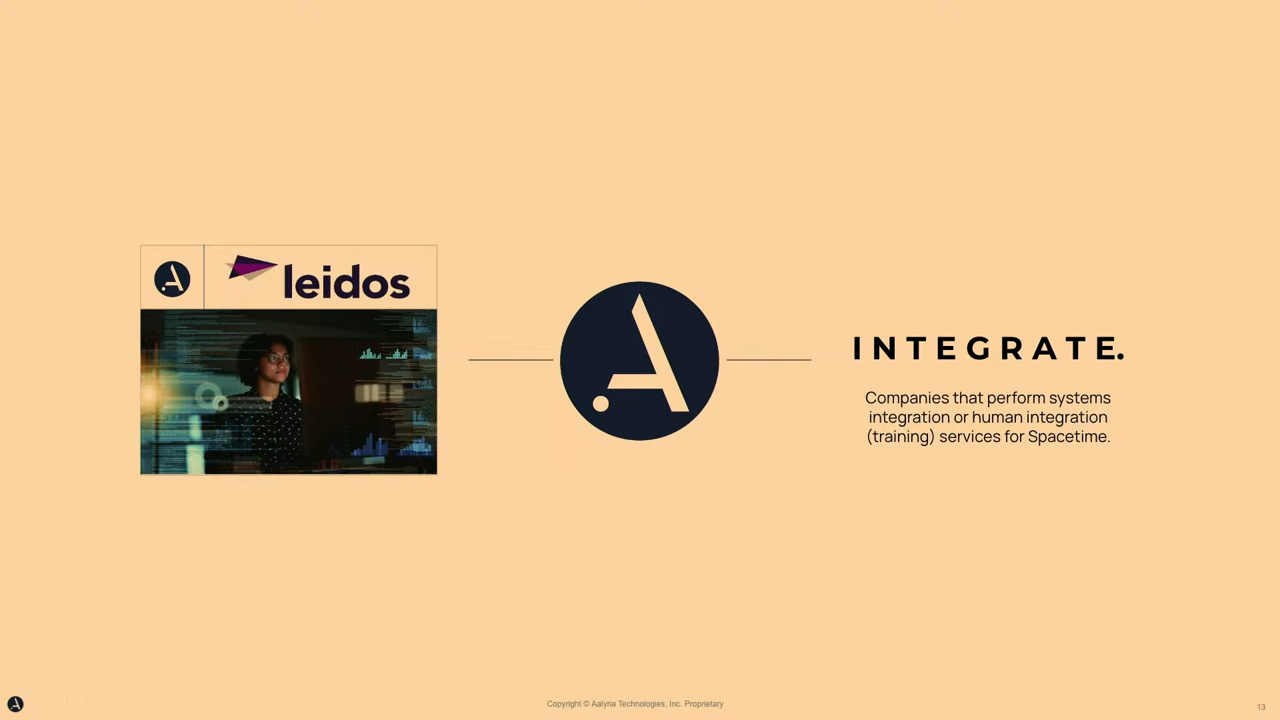 leidos
INTEGRATE.
Companies that perform systems
integration or human integration
(training) services for Spacetime.
Copyright © Aalyria Technologies, Inc. Proprietary
13